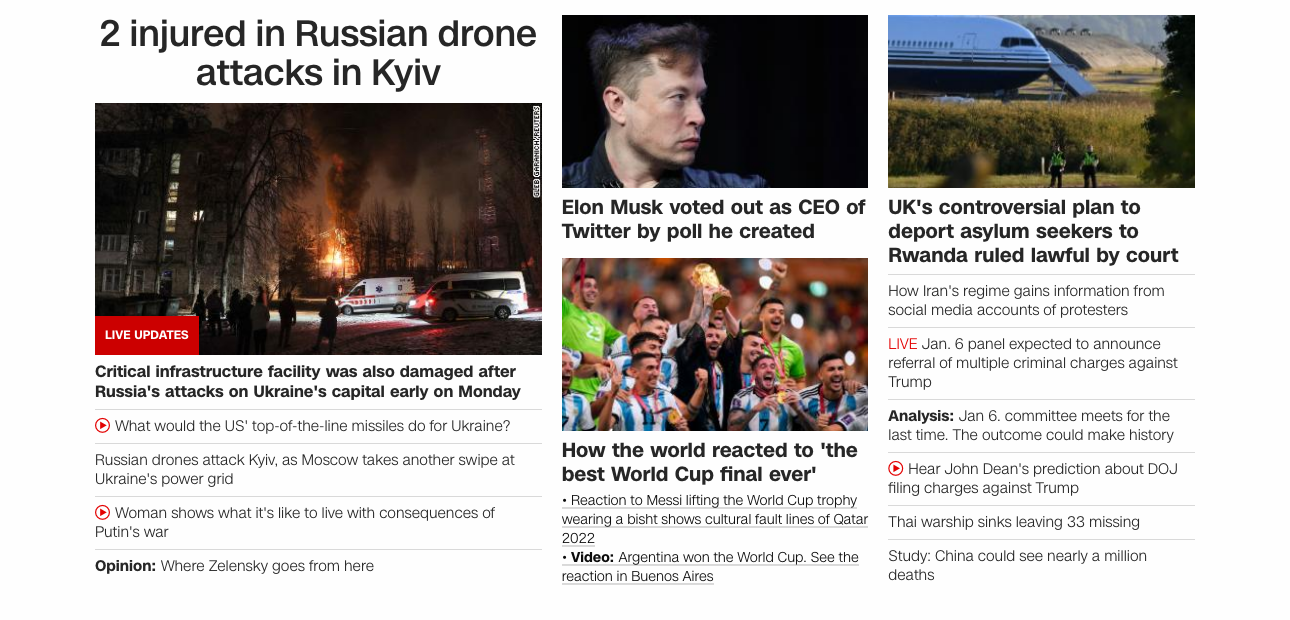 2 injured in Russian drone
attacks in Kyiv
GLEB GARANICH/REUTERS
LIVE UPDATES
Critical infrastructure facility was also damaged after
Russia's attacks on Ukraine's capital early on Monday
What would the US' top-of-the-line missiles do for Ukraine?
Russian drones attack Kyiv, as Moscow takes another swipe at
Ukraine's power grid
Woman shows what it's like to live with consequences of
Putin's war
Opinion: Where Zelensky goes from here
Elon Musk voted out as CEO of
Twitter by poll he created
23
How the world reacted to 'the
best World Cup final ever'
• Reaction to Messi lifting the World Cup trophy
wearing a bisht shows cultural fault lines of Qatar
2022
• Video: Argentina won the World Cup. See the
reaction in Buenos Aires
UK's controversial plan to
deport asylum seekers to
Rwanda ruled lawful by court
How Iran's regime gains information from
social media accounts of protesters
LIVE Jan. 6 panel expected to announce
referral of multiple criminal charges against
Trump
Analysis: Jan 6. committee meets for the
last time. The outcome could make history
Hear John Dean's prediction about DOJ
filing charges against Trump
Thai warship sinks leaving 33 missing
Study: China could see nearly a million
deaths